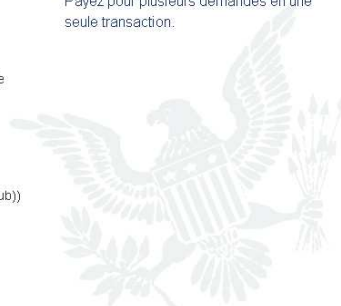 Payez pour plusieurs demandes en une
seule transaction.
e
ub))